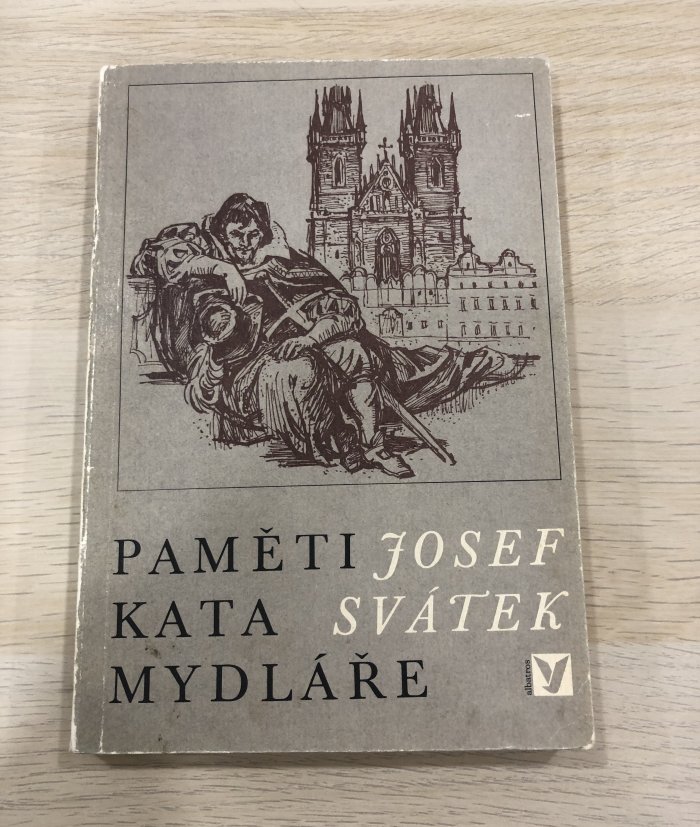 PAMĚTI JOSEF
KATA SVÁTEK
MYDLÁŘE
albatros